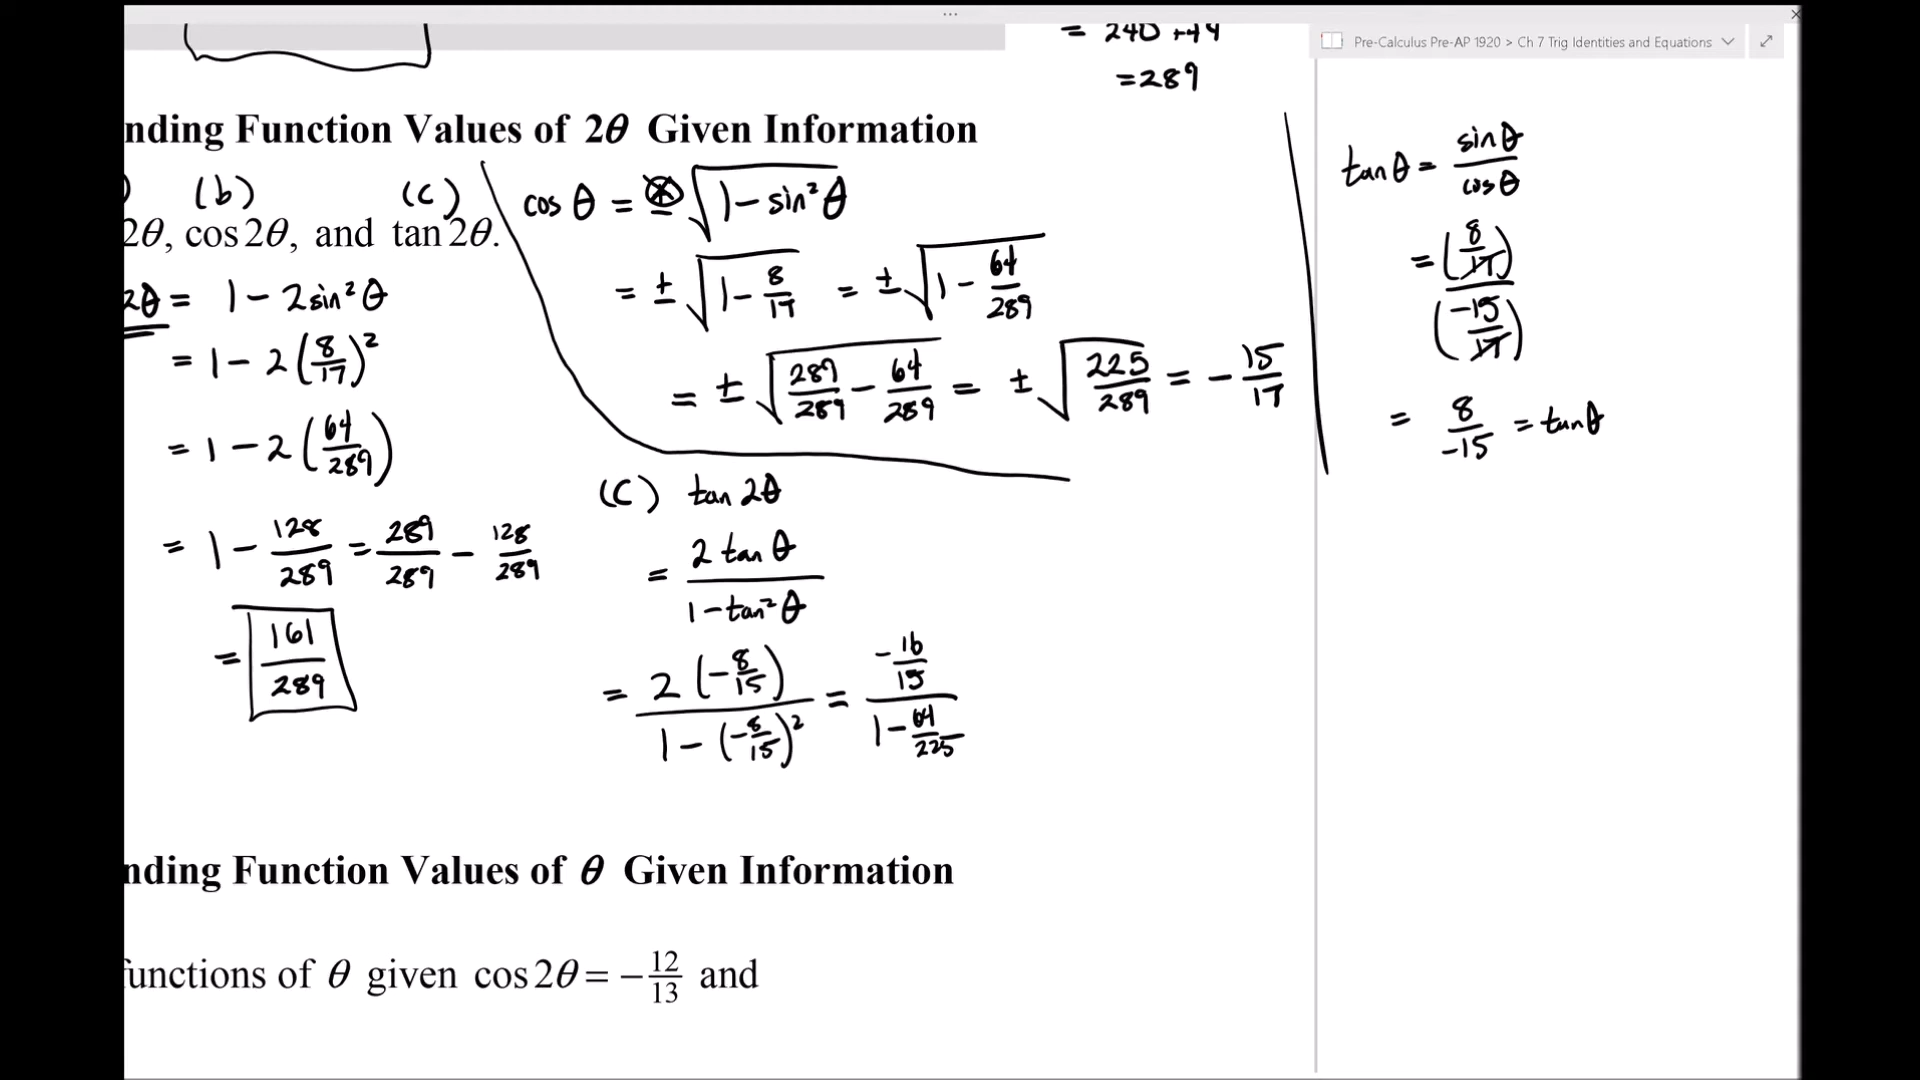 = 240 + 49
= 289
Pre-Calculus Pre-AP 1920 > Ch 7 Trig Identities and Equations
nding Function Values of 2θ Given Information
) (b) (c)
2θ, cos 2θ, and tan 2θ.
2θ = 1 - 2sin² θ
= 1 - 2(8/17)²
= 1 - 2(64/289)
= 1 - 128/289 = 289/289 - 128/289
= 161/289
cos θ = ± √(1 - sin² θ)
= ± √(1 - 8/17) = ± √(1 - 64/289)
= ± √(289/289 - 64/289) = ± √(225/289) = - 15/17
(C) tan 2θ
= 2 tan θ / (1 - tan² θ)
= 2(-8/15) / (1 - (-8/15)²) = (-16/15) / (1 - 64/225)
tan θ = sin θ / cos θ
= (8/17) / (-15/17)
= 8/-15 = tan θ
nding Function Values of θ Given Information
functions of θ given cos 2θ = -12/13 and